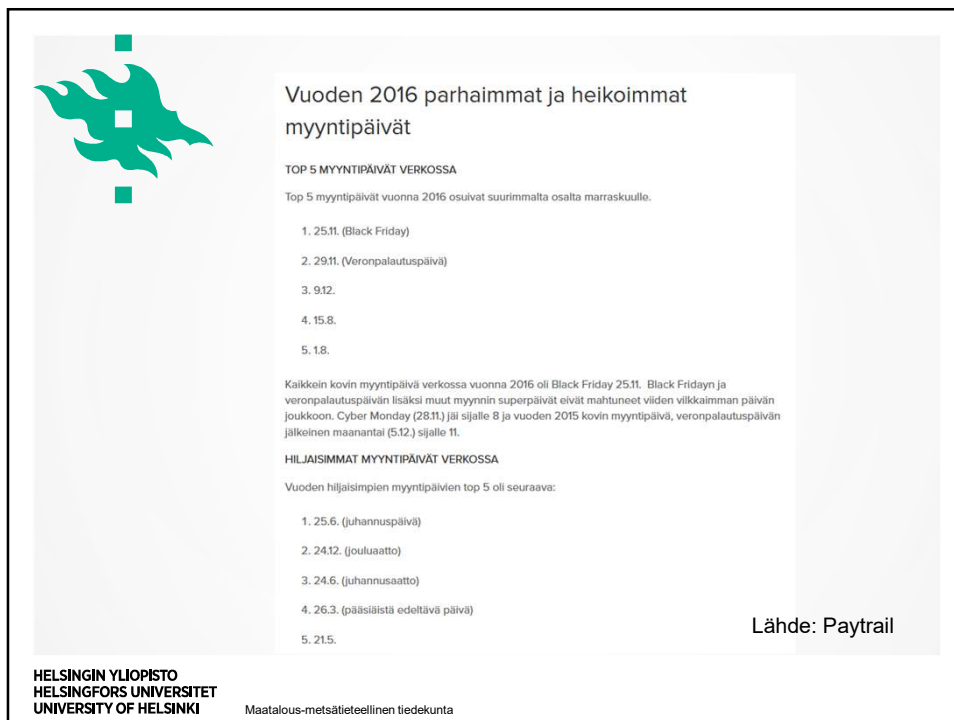 Vuoden 2016 parhaimmat ja heikoimmat
myyntipäivät
TOP 5 MYYNTIPÄIVÄT VERKOSSA
Top 5 myyntipäivät vuonna 2016 osuivat suurimmalta osalta marraskuulle.
1. 25.11. (Black Friday)
2. 29.11. (Veronpalautuspäivä)
3. 9.12.
4. 15.8.
5. 1.8.
Kaikkein kovin myyntipäivä verkossa vuonna 2016 oli Black Friday 25.11. Black Fridayn ja
veronpalautuspäivän lisäksi muut myynnin superpäivät eivät mahtuneet viiden vilkkaimman päivän
joukkoon. Cyber Monday (28.11.) jäi sijalle 8 ja vuoden 2015 kovin myyntipäivä, veronpalautuspäivän
jälkeinen maanantai (5.12.) sijalle 11.
HILJAISIMMAT MYYNTIPÄIVÄT VERKOSSA
Vuoden hiljaisimpien myyntipäivien top 5 oli seuraava:
1. 25.6. (juhannuspäivä)
2. 24.12. (jouluaatto)
3. 24.6. (juhannusaatto)
4. 26.3. (pääsiäistä edeltävä päivä)
5. 21.5.
Lähde: Paytrail
HELSINGIN YLIOPISTO
HELSINGFORS UNIVERSITET
UNIVERSITY OF HELSINKI
Maatalous-metsätieteellinen tiedekunta